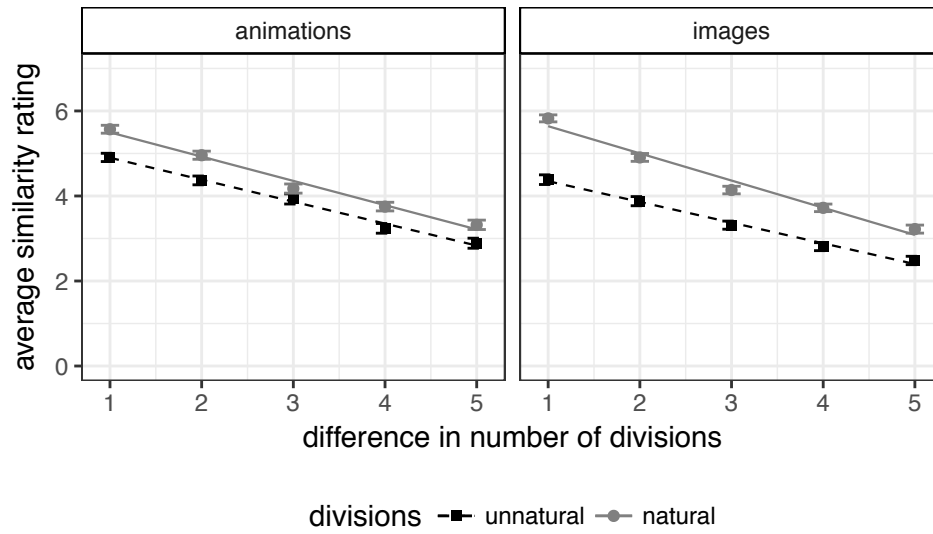 animations
images
average similarity rating
6
4
2
0
1 2 3 4 5
1 2 3 4 5
difference in number of divisions
divisions unnatural natural